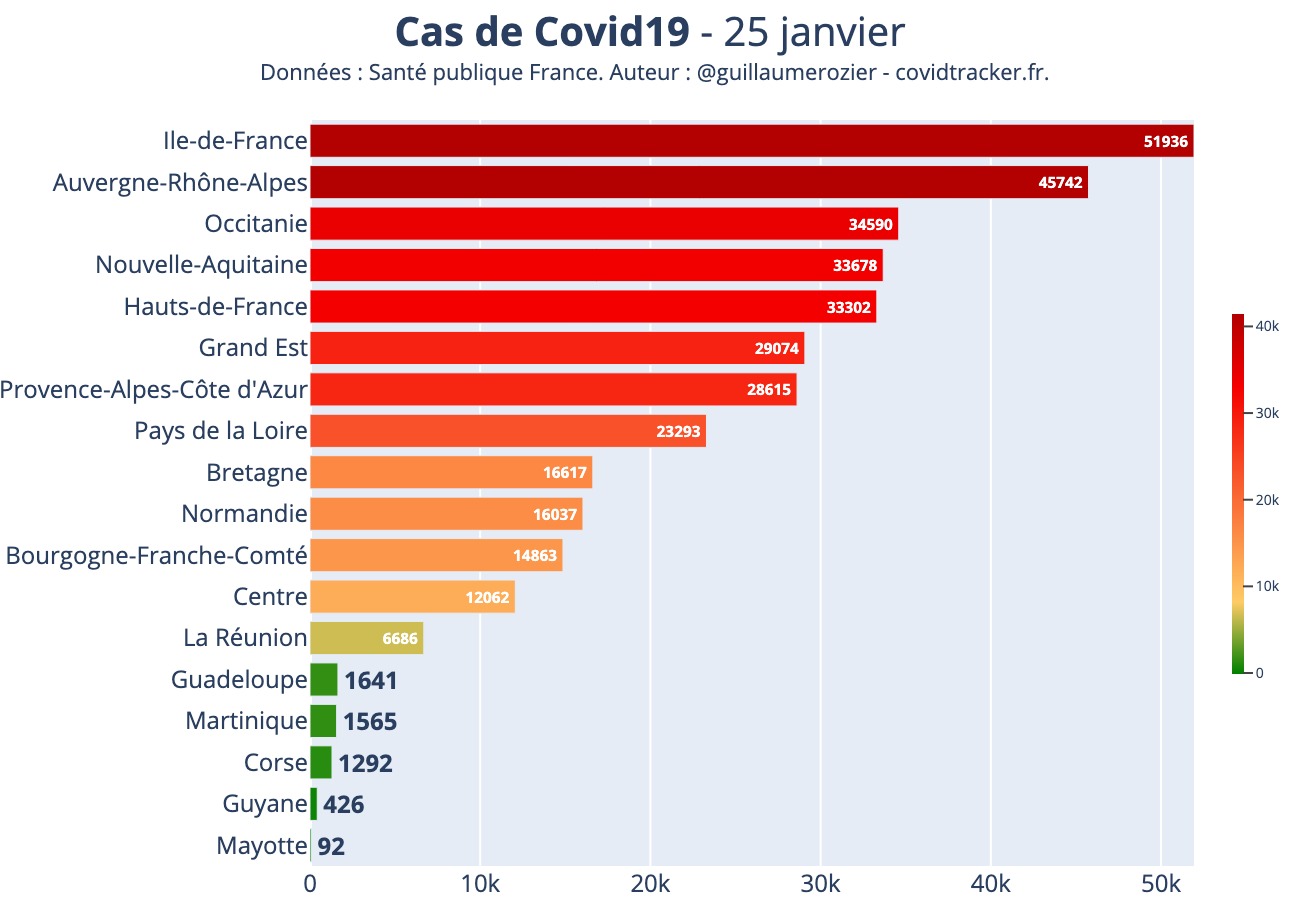 Cas de Covid19 - 25 janvier
Données : Santé publique France. Auteur : @guillaumerozier - covidtracker.fr.
Ile-de-France 51936
Auvergne-Rhône-Alpes 45742
Occitanie 34590
Nouvelle-Aquitaine 33678
Hauts-de-France 33302
Grand Est 29074
Provence-Alpes-Côte d'Azur 28615
Pays de la Loire 23293
Bretagne 16617
Normandie 16037
Bourgogne-Franche-Comté 14863
Centre 12062
La Réunion 6686
Guadeloupe 1641
Martinique 1565
Corse 1292
Guyane 426
Mayotte 92
0 10k 20k 30k 40k 50k
40k
30k
20k
10k
0